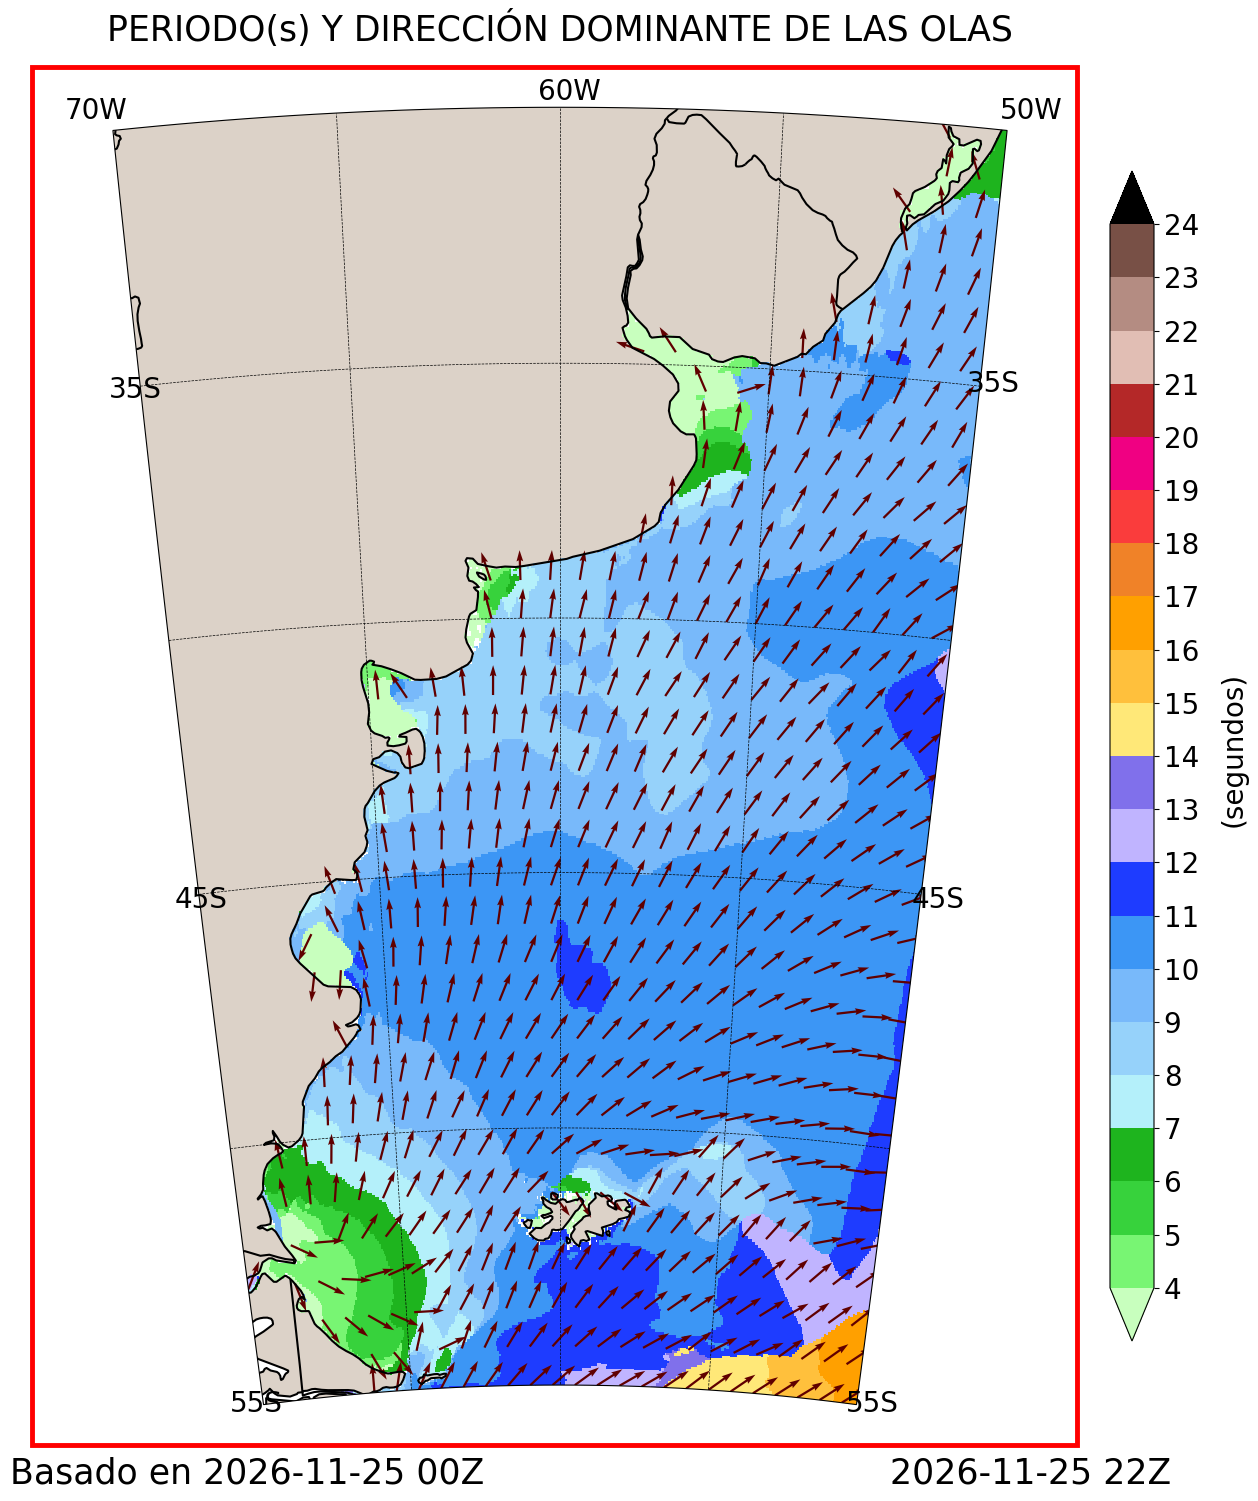 PERIODO(s) Y DIRECCIÓN DOMINANTE DE LAS OLAS
70W
60W
50W
35S
35S
45S
45S
55S
55S
24
23
22
21
20
19
18
17
16
15
14
13
12
11
10
9
8
7
6
5
4
(segundos)
Basado en 2026-11-25 00Z
2026-11-25 22Z